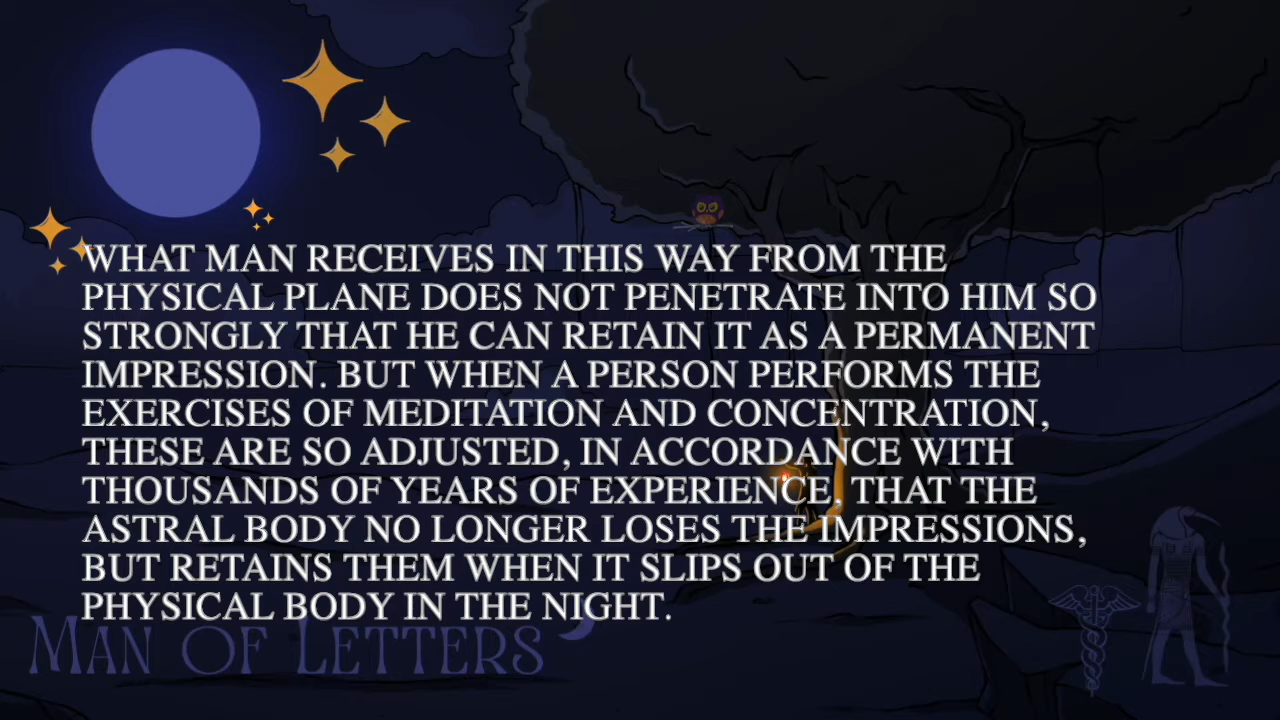 WHAT MAN RECEIVES IN THIS WAY FROM THE
PHYSICAL PLANE DOES NOT PENETRATE INTO HIM SO
STRONGLY THAT HE CAN RETAIN IT AS A PERMANENT
IMPRESSION. BUT WHEN A PERSON PERFORMS THE
EXERCISES OF MEDITATION AND CONCENTRATION,
THESE ARE SO ADJUSTED, IN ACCORDANCE WITH
THOUSANDS OF YEARS OF EXPERIENCE, THAT THE
ASTRAL BODY NO LONGER LOSES THE IMPRESSIONS,
BUT RETAINS THEM WHEN IT SLIPS OUT OF THE
PHYSICAL BODY IN THE NIGHT.
MAN OF LETTERS